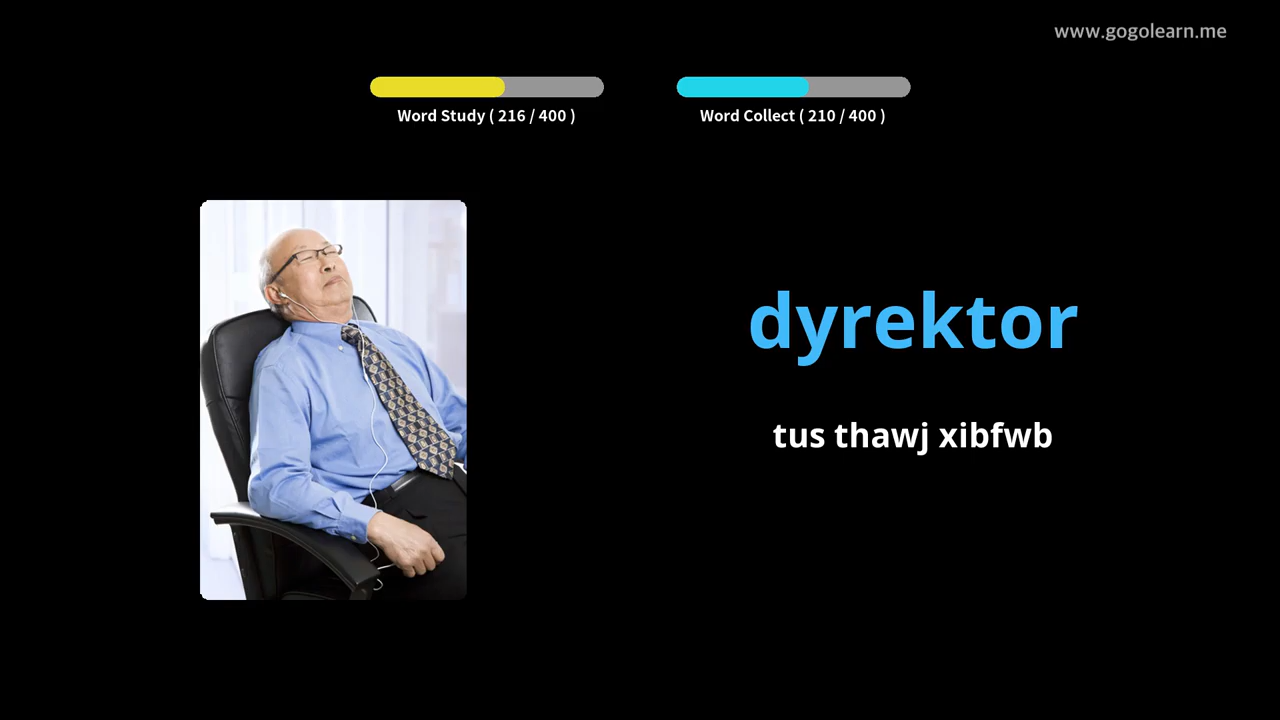 www.gogolearn.me
Word Study ( 216 / 400 )
Word Collect ( 210 / 400 )
dyrektor
tus thawj xibfwb